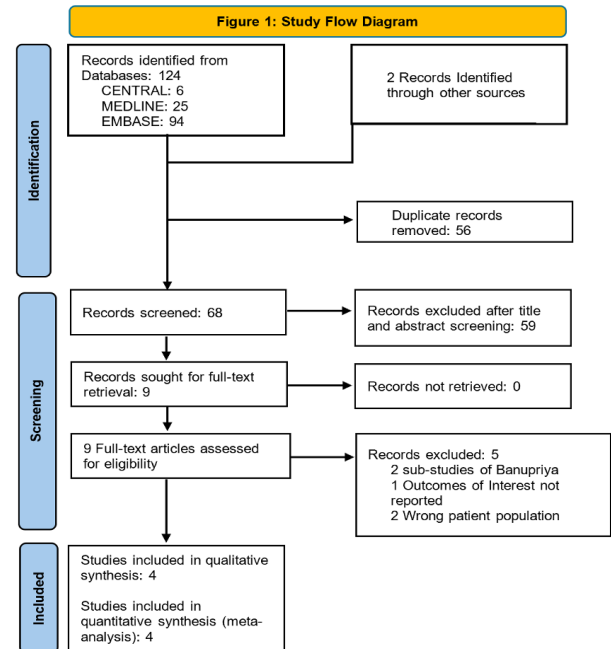 Figure 1: Study Flow Diagram
Identification
Records identified from
Databases: 124
CENTRAL: 6
MEDLINE: 25
EMBASE: 94
2 Records Identified
through other sources
Duplicate records
removed: 56
Screening
Records screened: 68
Records excluded after title
and abstract screening: 59
Records sought for full-text
retrieval: 9
Records not retrieved: 0
9 Full-text articles assessed
for eligibility
Records excluded: 5
2 sub-studies of Banupriya
1 Outcomes of Interest not
reported
2 Wrong patient population
Included
Studies included in qualitative
synthesis: 4
Studies included in
quantitative synthesis (meta-
analysis): 4